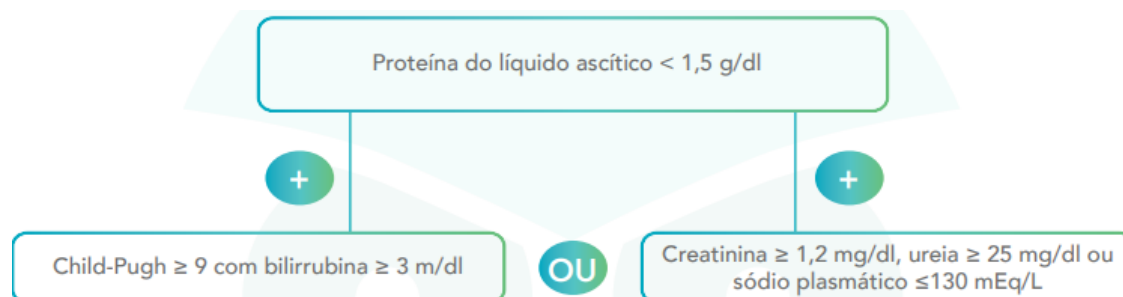 Proteína do líquido ascítico < 1,5 g/dl
+
+
Child-Pugh ≥ 9 com bilirrubina ≥ 3 m/dl
OU
Creatinina ≥ 1,2 mg/dl, ureia ≥ 25 mg/dl ou
sódio plasmático ≤130 mEq/L